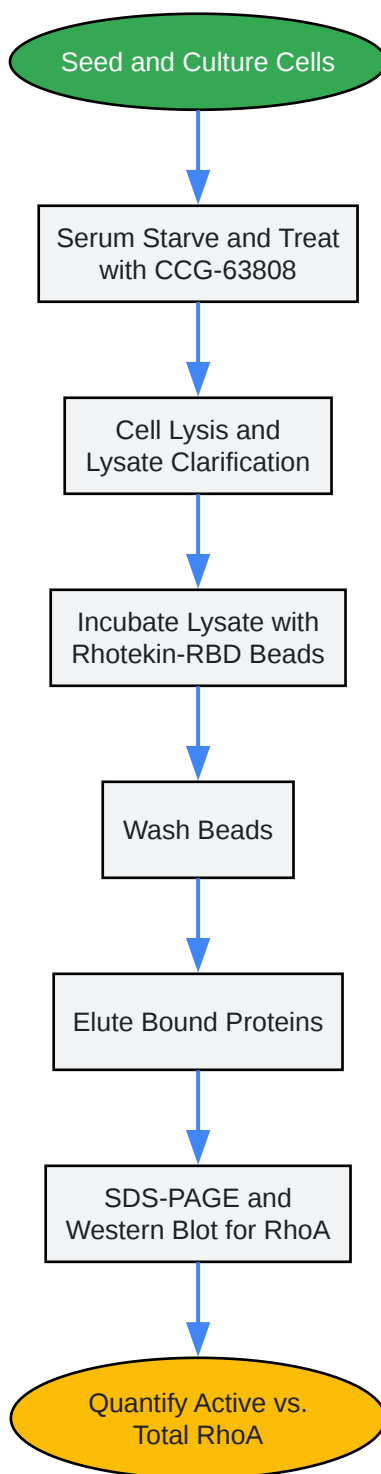 Seed and Culture Cells
Serum Starve and Treat
with CCG-63808
Cell Lysis and
Lysate Clarification
Incubate Lysate with
Rhotekin-RBD Beads
Wash Beads
Elute Bound Proteins
SDS-PAGE and
Western Blot for RhoA
Quantify Active vs.
Total RhoA